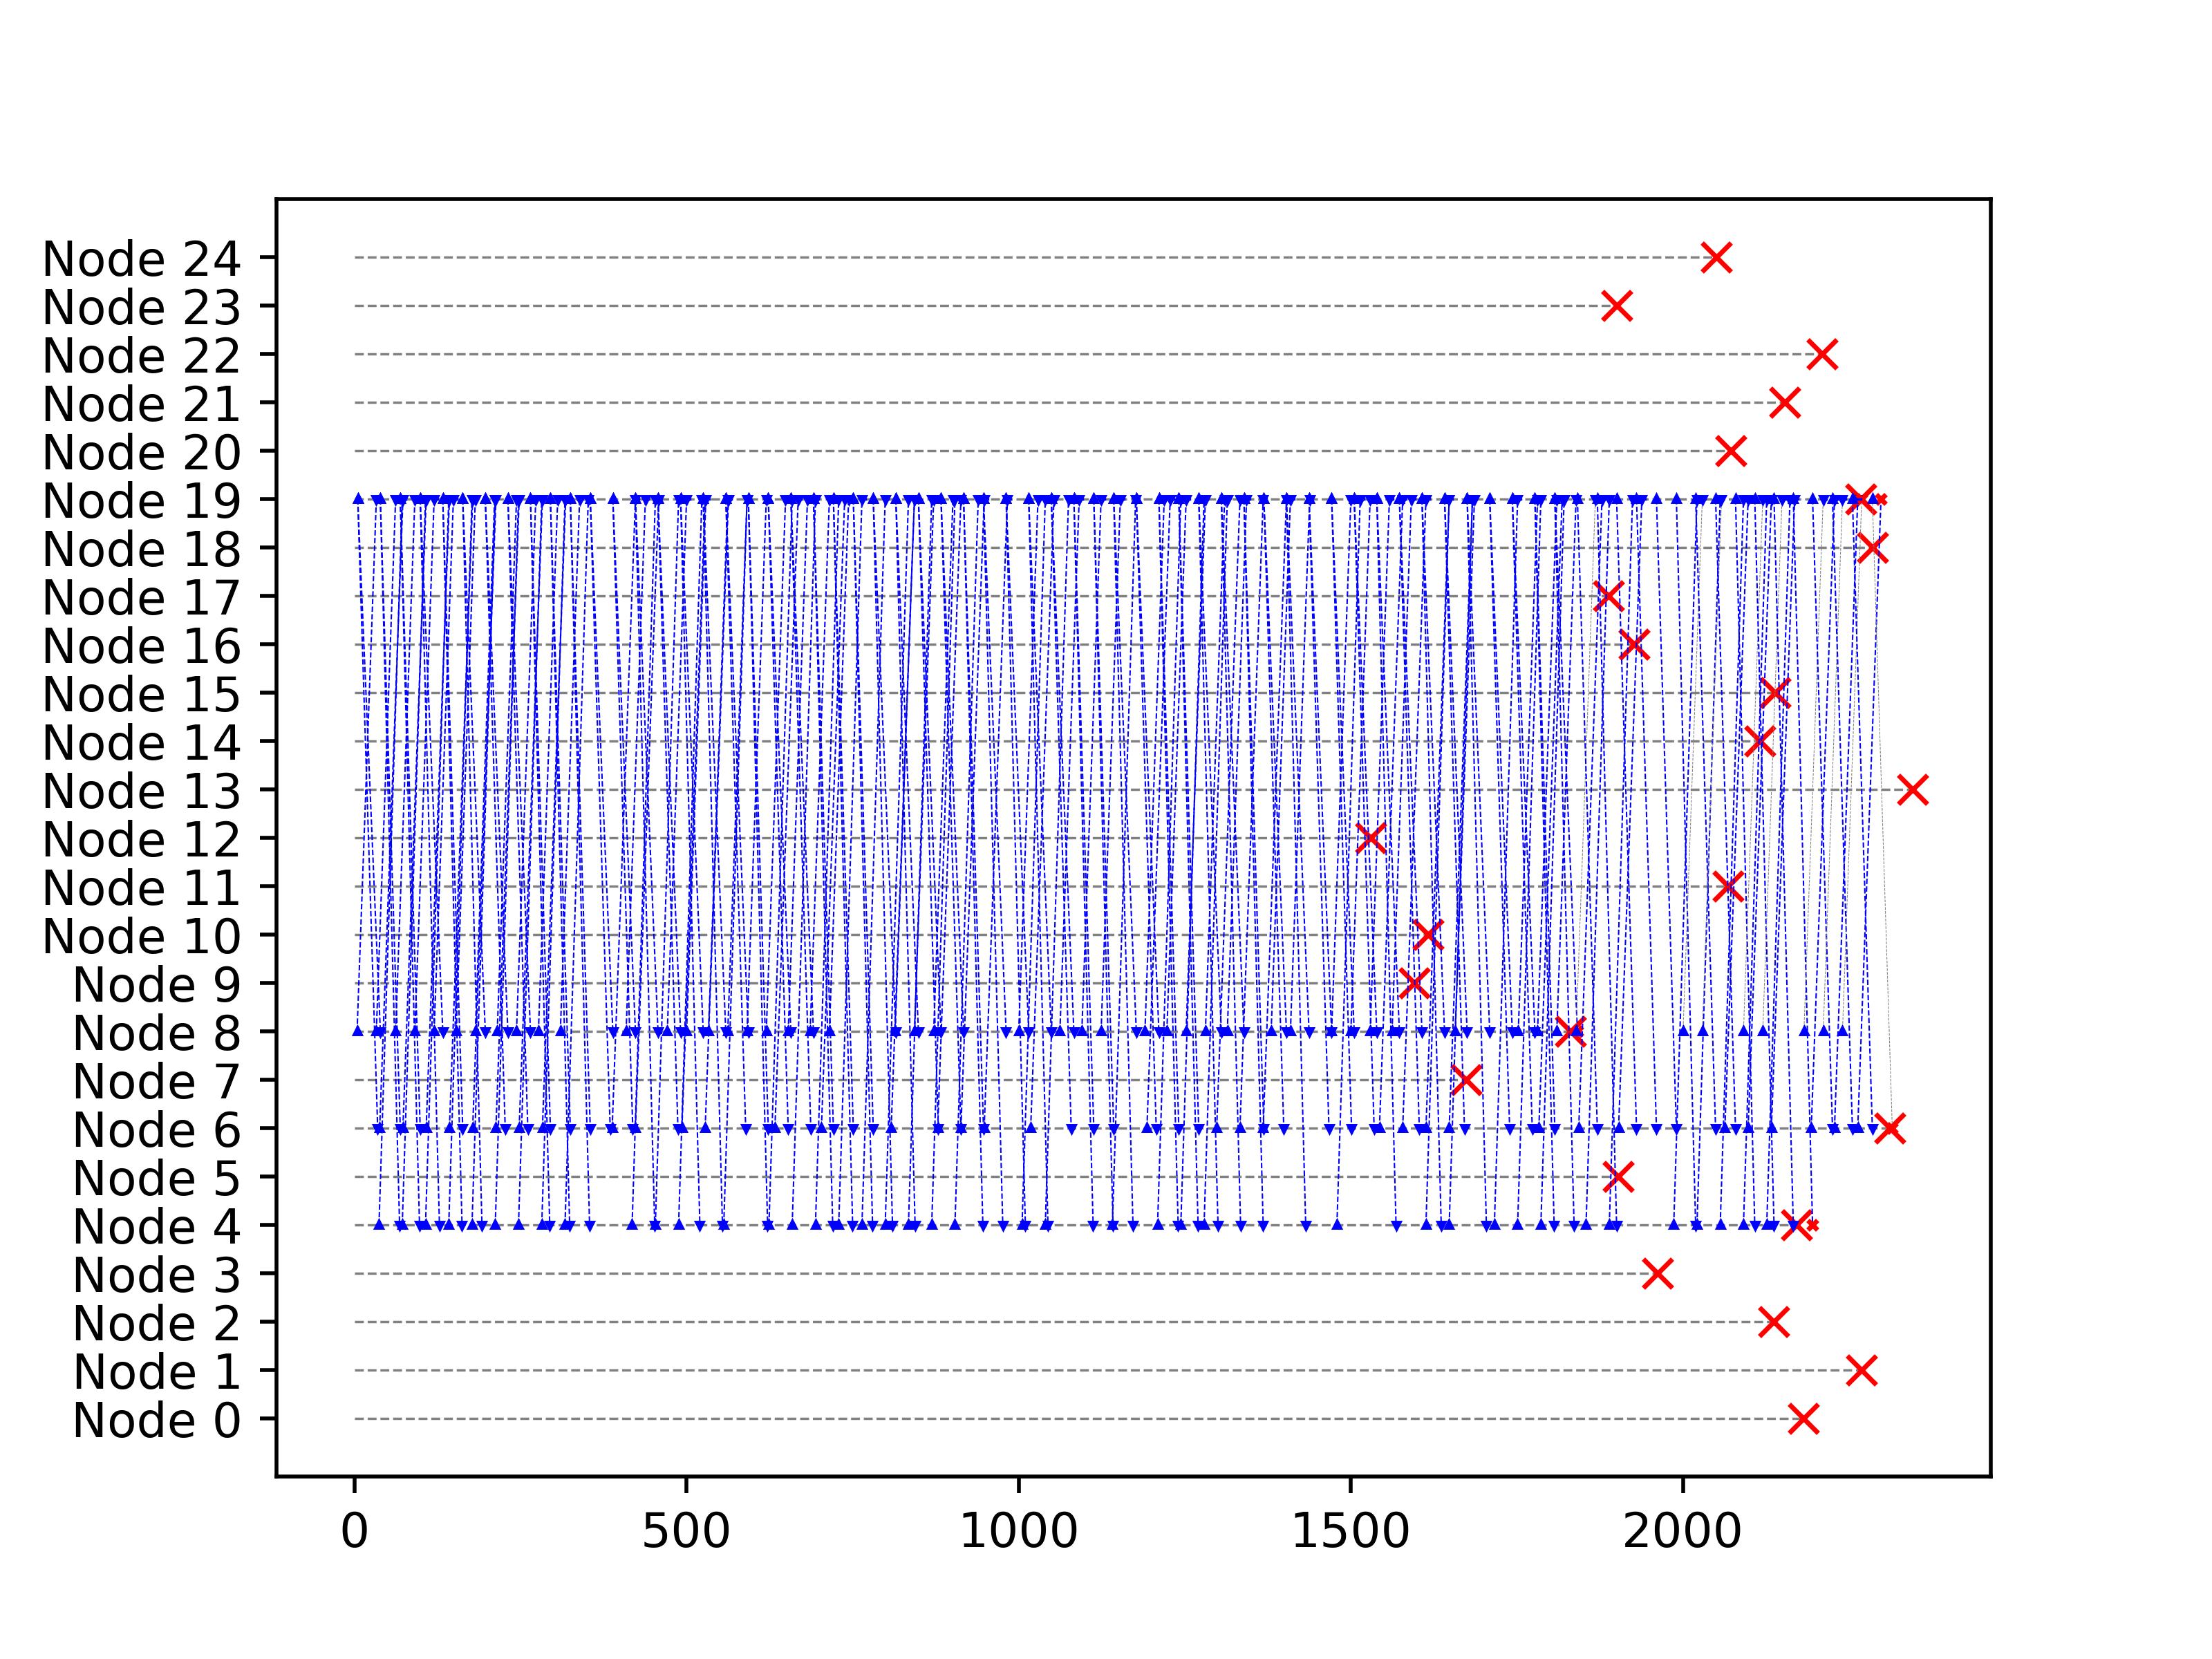 Node 24
Node 23
Node 22
Node 21
Node 20
Node 19
Node 18
Node 17
Node 16
Node 15
Node 14
Node 13
Node 12
Node 11
Node 10
Node 9
Node 8
Node 7
Node 6
Node 5
Node 4
Node 3
Node 2
Node 1
Node 0
0 500 1000 1500 2000